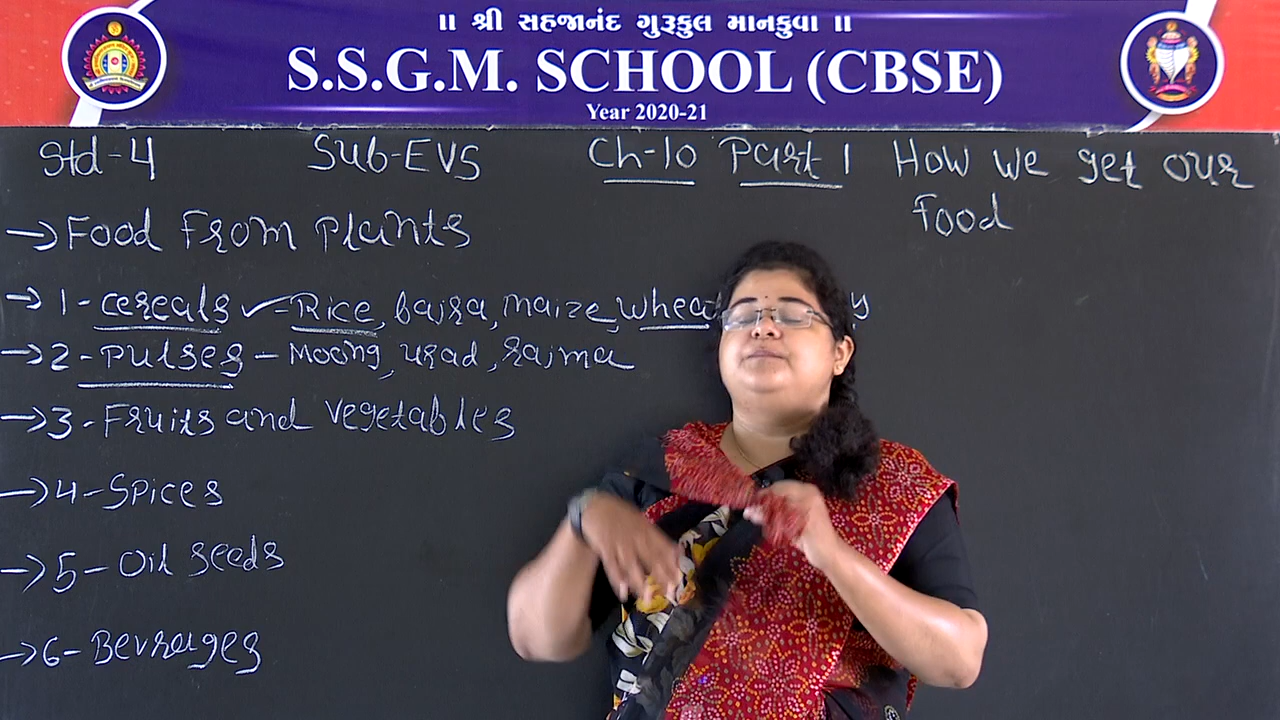 ॥ શ્રી સહજાનંદ ગુરૂકુલ માનકુવા ॥
S.S.G.M. SCHOOL (CBSE)
Year 2020-21
Std-4 Sub-EVS Ch-10 Part 1 How we get our
food
→ Food from Plants
→ 1- cereals ✓ - Rice, bajra, maize, wheat
→ 2 - Pulses - Moong, urad, rajma
→ 3 - Fruits and vegetables
→ 4 - Spices
→ 5 - Oil seeds
→ 6 - Bevrages